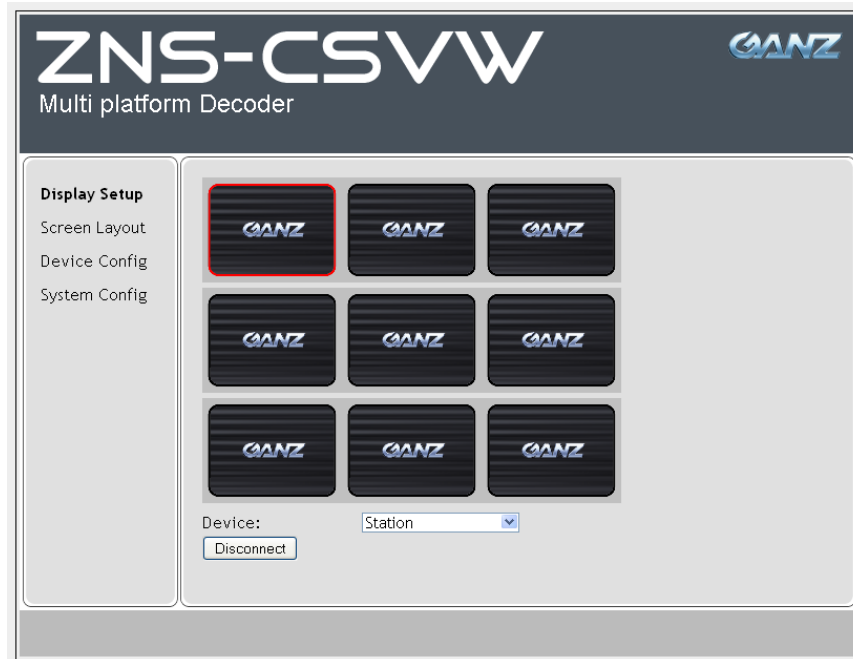 ZNS-CSVW
GANZ
Multi platform Decoder
Display Setup
Screen Layout
Device Config
System Config
GANZ GANZ GANZ
GANZ GANZ GANZ
GANZ GANZ GANZ
Device: Station
Disconnect